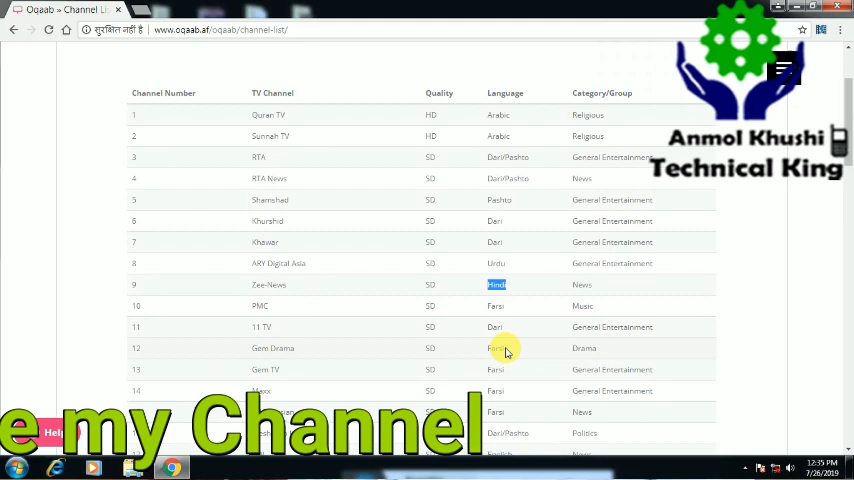 Oqaab » Channel List
सुरक्षित नहीं है | www.oqaab.af/oqaab/channel-list/
Channel Number TV Channel Quality Language Category/Group
1 Quran TV HD Arabic Religious
2 Sunnah TV HD Arabic Religious
3 RTA SD Dari/Pashto General Entertainment
4 RTA News SD Dari/Pashto News
5 Shamshad SD Pashto General Entertainment
6 Khurshid SD Dari General Entertainment
7 Khawar SD Dari General Entertainment
8 ARY Digital Asia SD Urdu General Entertainment
9 Zee-News SD Hindi News
10 PMC SD Farsi Music
11 11 TV SD Dari General Entertainment
12 Gem Drama SD Farsi Drama
13 Gem TV SD Farsi General Entertainment
14 Maxx SD Farsi General Entertainment
SD Farsi News
SD Dari/Pashto Politics
Anmol Khushi
Technical King
e my Channel
Help
12:35 PM
7/26/2019